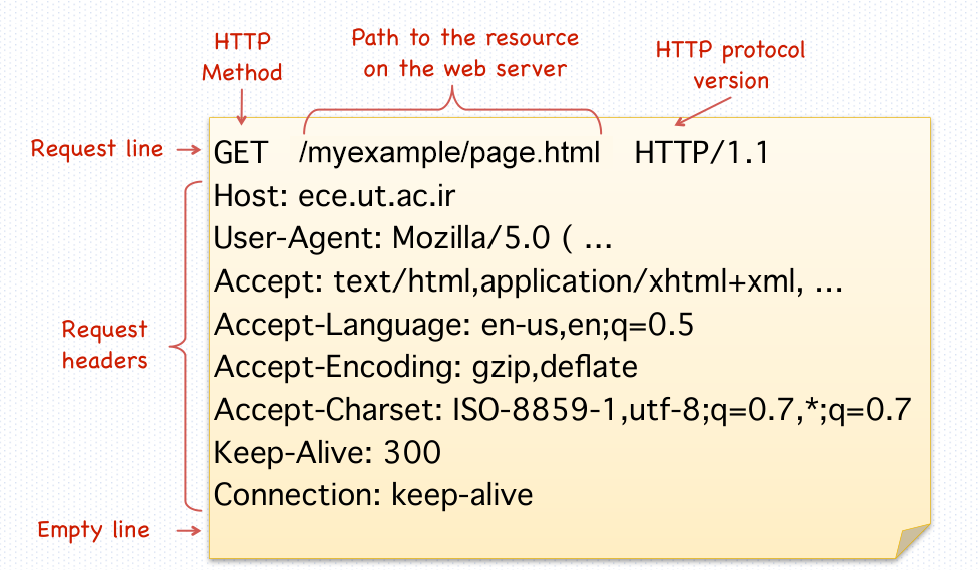 HTTP
Method
Path to the resource
on the web server
HTTP protocol
version
Request line
GET /myexample/page.html HTTP/1.1
Host: ece.ut.ac.ir
User-Agent: Mozilla/5.0 ( ...
Accept: text/html,application/xhtml+xml, ...
Accept-Language: en-us,en;q=0.5
Request
headers
Accept-Encoding: gzip,deflate
Accept-Charset: ISO-8859-1,utf-8;q=0.7,*;q=0.7
Keep-Alive: 300
Connection: keep-alive
Empty line